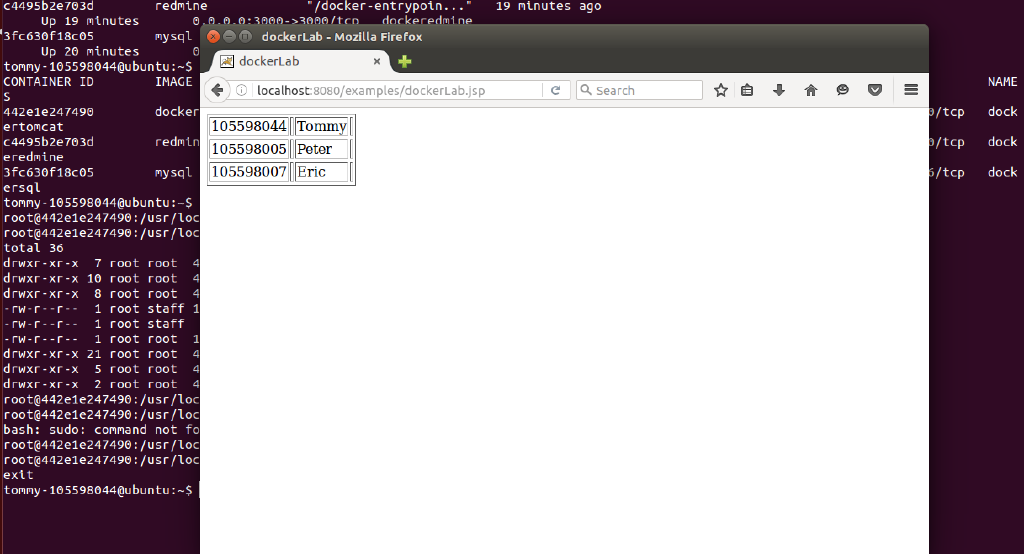 c4495b2e703d        redmine             "/docker-entrypoin..."   19 minutes ago
Up 19 minutes       0.0.0.0:3000->3000/tcp   dockeredmine
3fc630f18c05        mysql
Up 20 minutes       0
tommy-105598044@ubuntu:~$
CONTAINER ID        IMAGE
NAME
S
442e1e247490        docker
0/tcp   dock
ertomcat
c4495b2e703d        redmin
0/tcp   dock
eredmine
3fc630f18c05        mysql
6/tcp   dock
ersql
tommy-105598044@ubuntu:~$
root@442e1e247490:/usr/loc
root@442e1e247490:/usr/loc
total 36
drwxr-xr-x  7 root root  4
drwxr-xr-x 10 root root  4
drwxr-xr-x  8 root root  4
-rw-r--r--  1 root staff 1
-rw-r--r--  1 root staff
-rw-r--r--  1 root root  1
drwxr-xr-x 21 root root  4
drwxr-xr-x  5 root root  4
drwxr-xr-x  2 root root  4
root@442e1e247490:/usr/loc
root@442e1e247490:/usr/loc
bash: sudo: command not fo
root@442e1e247490:/usr/loc
root@442e1e247490:/usr/loc
exit
tommy-105598044@ubuntu:~$
dockerLab - Mozilla Firefox
dockerLab
localhost:8080/examples/dockerLab.jsp
Search
105598044 Tommy
105598005 Peter
105598007 Eric